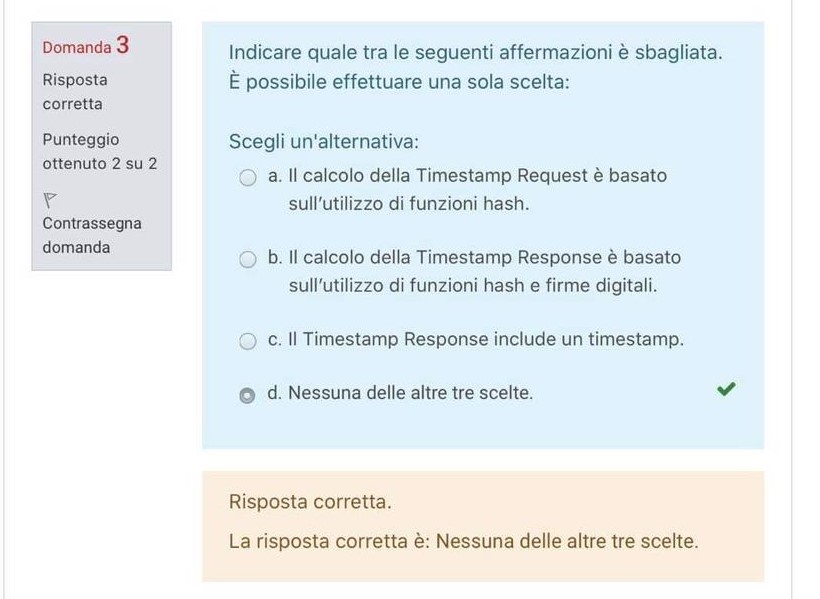 Domanda 3
Risposta
corretta
Punteggio
ottenuto 2 su 2
Contrassegna
domanda
Indicare quale tra le seguenti affermazioni è sbagliata.
È possibile effettuare una sola scelta:
Scegli un'alternativa:
a. Il calcolo della Timestamp Request è basato
sull'utilizzo di funzioni hash.
b. Il calcolo della Timestamp Response è basato
sull'utilizzo di funzioni hash e firme digitali.
c. Il Timestamp Response include un timestamp.
d. Nessuna delle altre tre scelte.
Risposta corretta.
La risposta corretta è: Nessuna delle altre tre scelte.